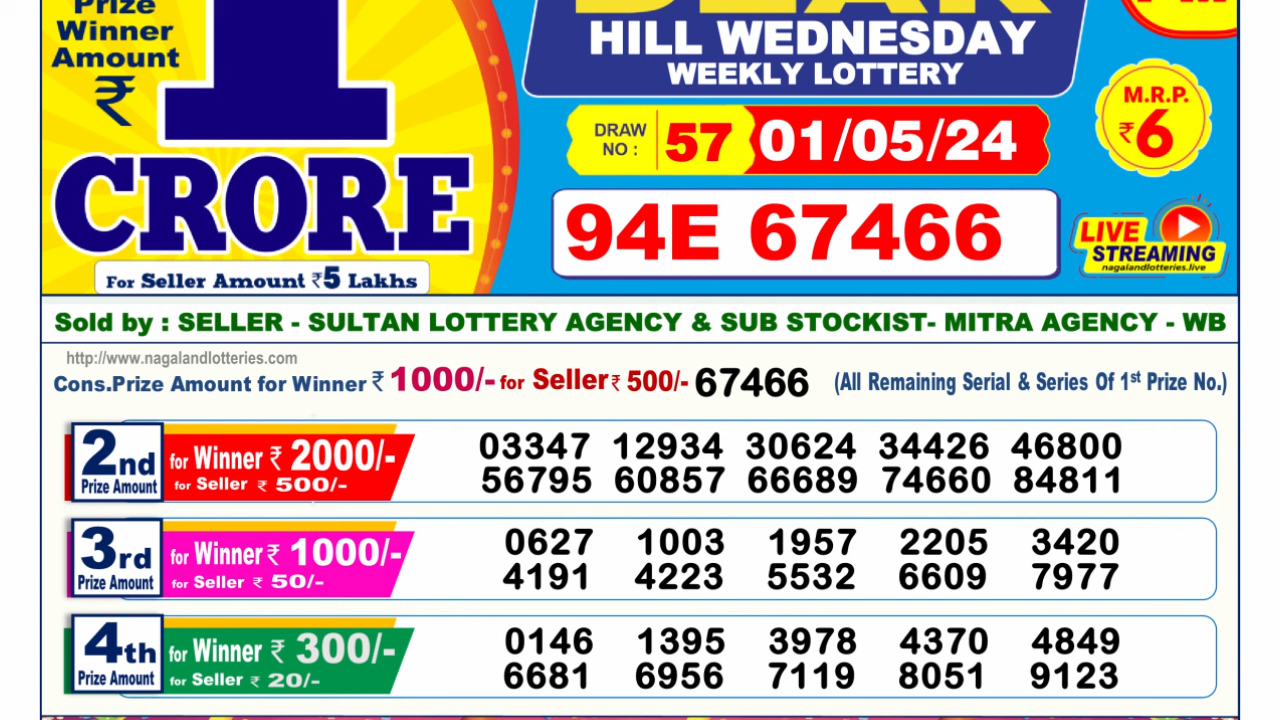 Prize
Winner
Amount
₹
1
CRORE
For Seller Amount ₹5 Lakhs
DEAR
HILL WEDNESDAY
WEEKLY LOTTERY
M.R.P.
₹6
DRAW
NO :
57
01/05/24
94E 67466
LIVE
STREAMING
nagalandlotteries.live
Sold by : SELLER - SULTAN LOTTERY AGENCY & SUB STOCKIST- MITRA AGENCY - WB
http://www.nagalandlotteries.com
Cons.Prize Amount for Winner ₹ 1000/- for Seller ₹ 500/- 67466 (All Remaining Serial & Series Of 1st Prize No.)
2nd
Prize Amount
for Winner ₹ 2000/-
for Seller ₹ 500/-
03347 12934 30624 34426 46800
56795 60857 66689 74660 84811
3rd
Prize Amount
for Winner ₹ 1000/-
for Seller ₹ 50/-
0627 1003 1957 2205 3420
4191 4223 5532 6609 7977
4th
Prize Amount
for Winner ₹ 300/-
for Seller ₹ 20/-
0146 1395 3978 4370 4849
6681 6956 7119 8051 9123